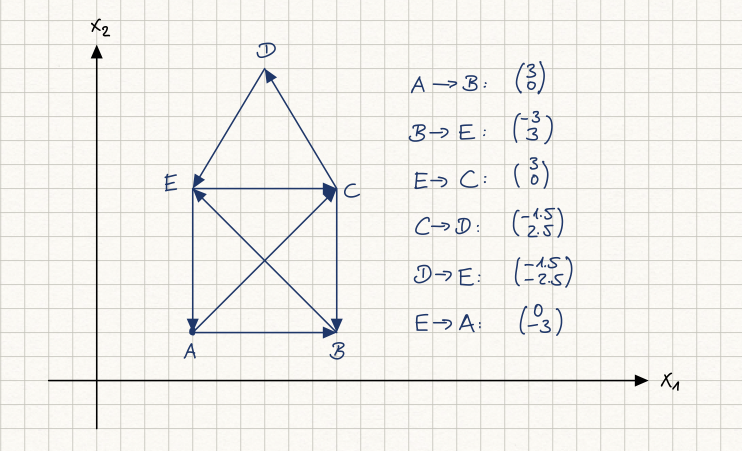 x₂
D
E
C
A
B
x₁
A → B: (3 0)
B → E: (-3 3)
E → C: (3 0)
C → D: (-1.5 2.5)
D → E: (-1.5 -2.5)
E → A: (0 -3)